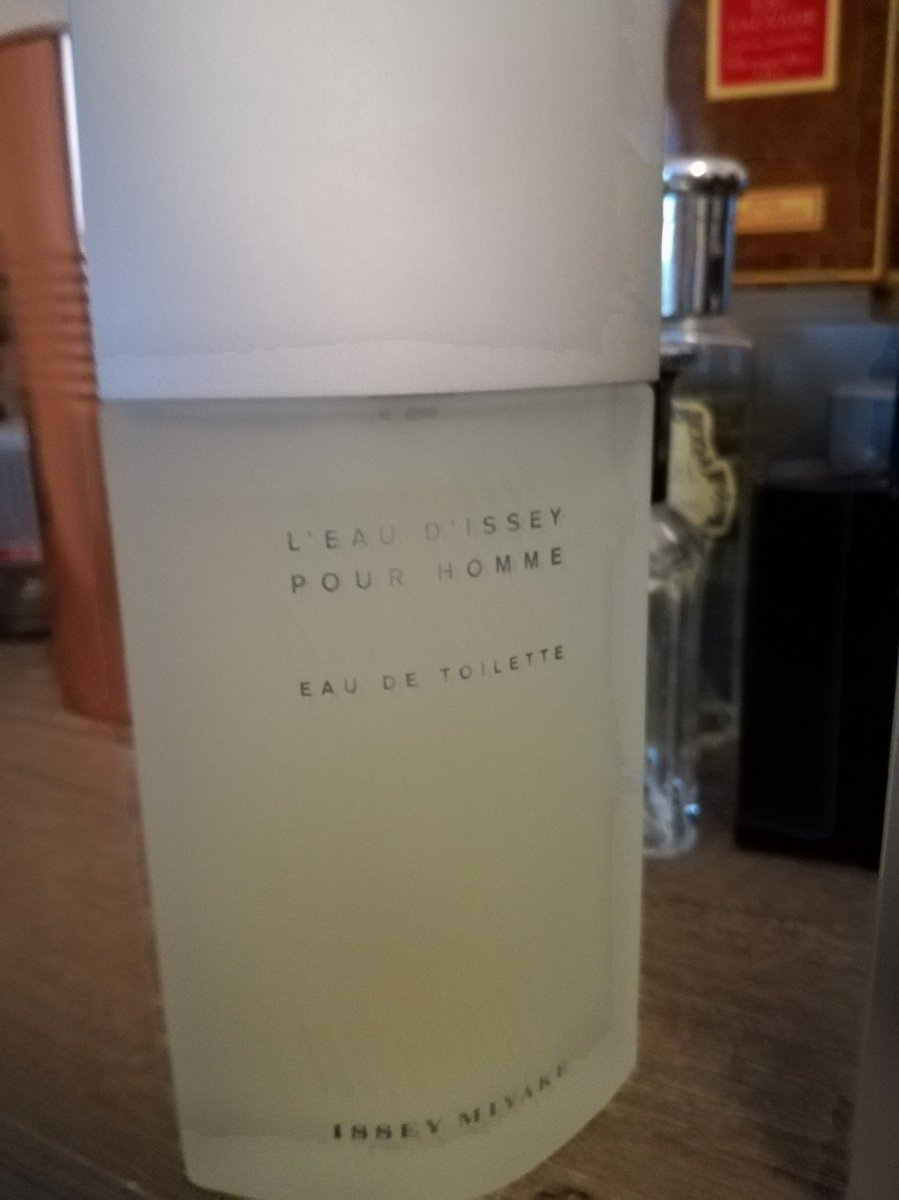 L'EAU D'ISSEY
POUR HOMME
EAU DE TOILETTE
ISSEY MIYAKE